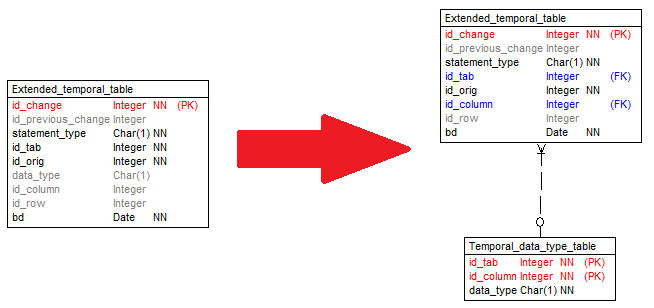 Extended_temporal_table
id_change Integer NN (PK)
id_previous_change Integer
statement_type Char(1) NN
id_tab Integer NN
id_orig Integer NN
data_type Char(1)
id_column Integer
id_row Integer
bd Date NN
Extended_temporal_table
id_change Integer NN (PK)
id_previous_change Integer
statement_type Char(1) NN
id_tab Integer (FK)
id_orig Integer NN
id_column Integer (FK)
id_row Integer
bd Date NN
Temporal_data_type_table
id_tab Integer NN (PK)
id_column Integer NN (PK)
data_type Char(1) NN